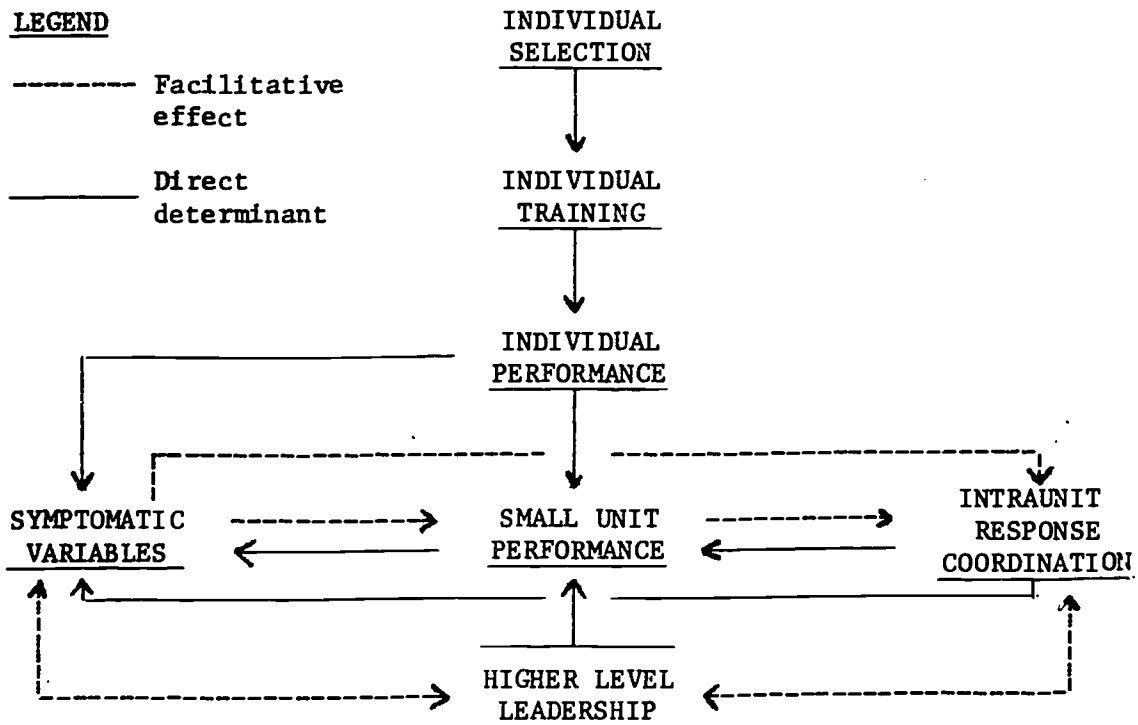 LEGEND
Facilitative
effect
Direct
determinant
INDIVIDUAL
SELECTION
INDIVIDUAL
TRAINING
INDIVIDUAL
PERFORMANCE
SYMPTOMATIC
VARIABLES
SMALL UNIT
PERFORMANCE
INTRAUNIT
RESPONSE
COORDINATION
HIGHER LEVEL
LEADERSHIP